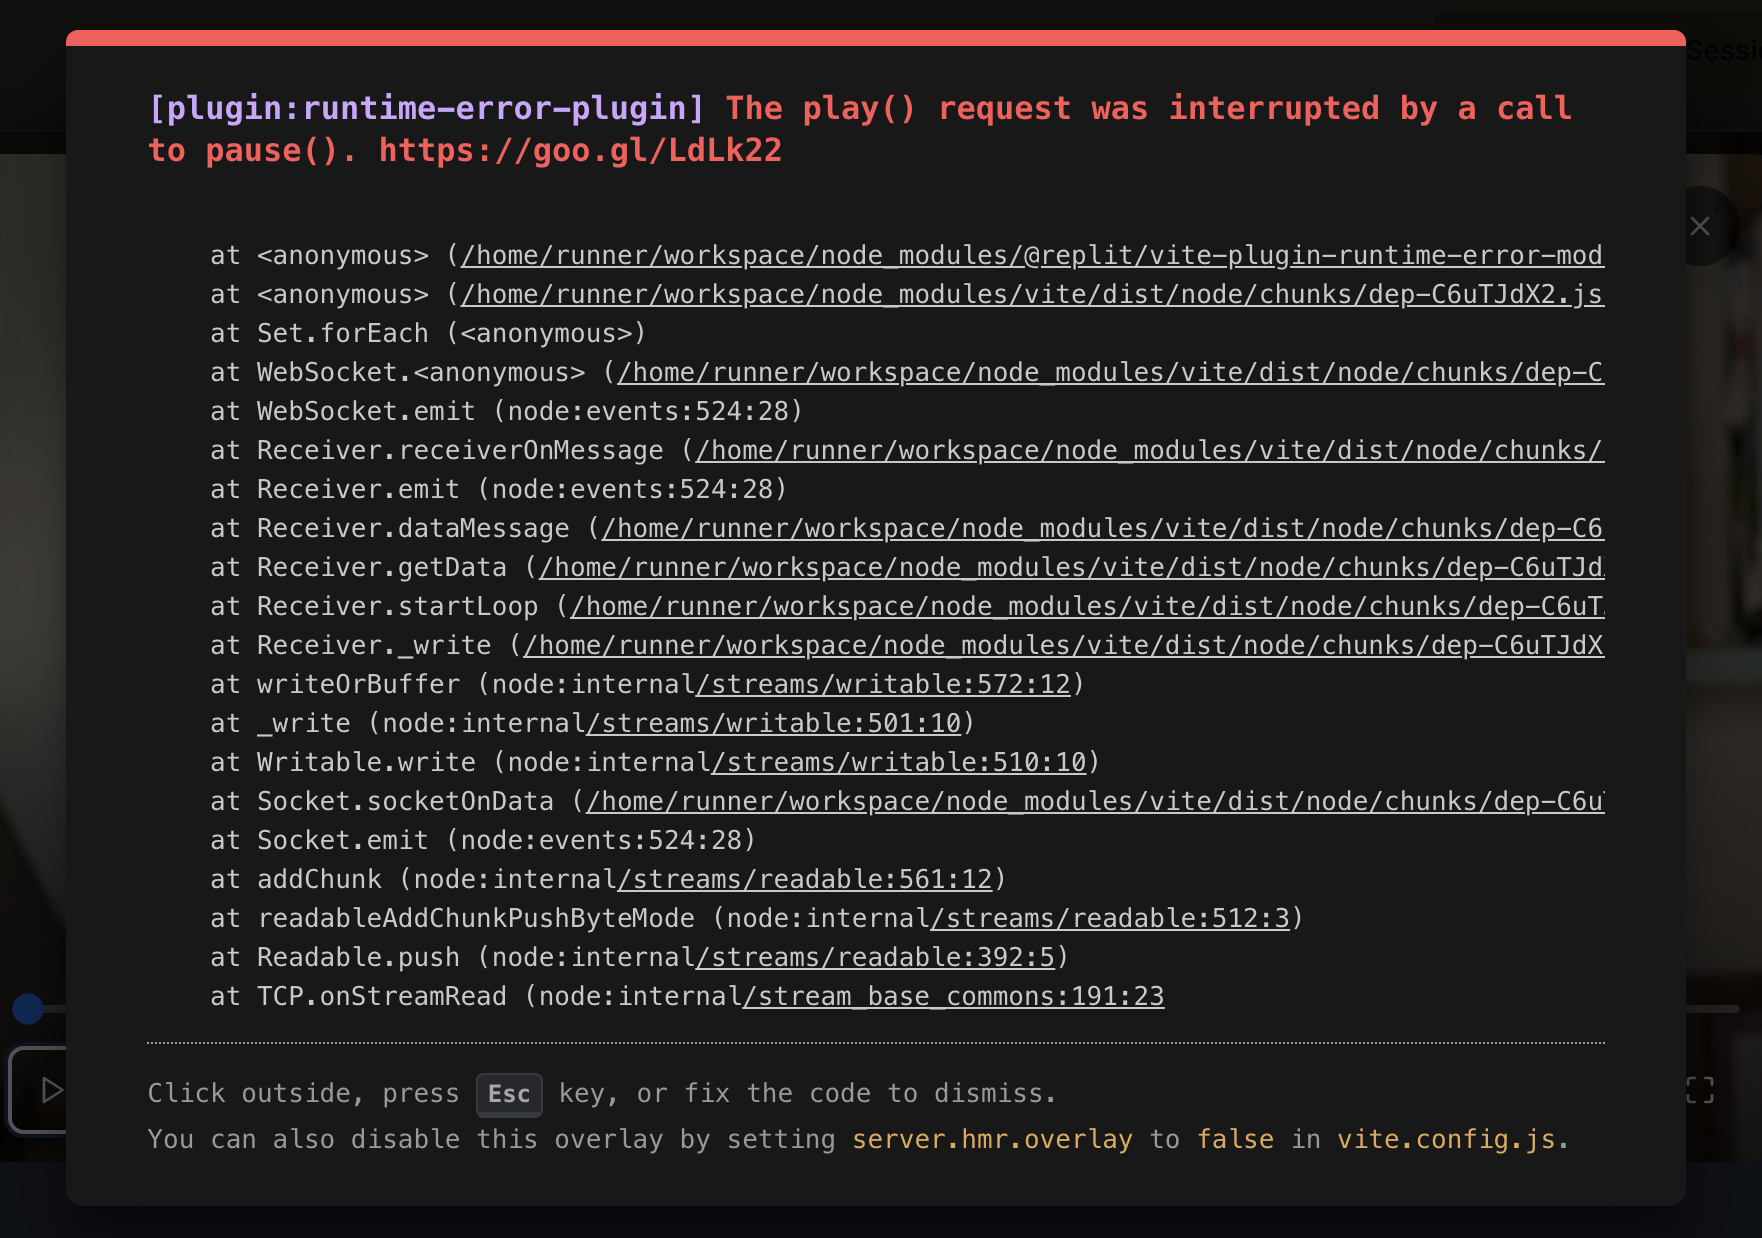 Sessi
[plugin:runtime-error-plugin] The play() request was interrupted by a call
to pause(). https://goo.gl/LdLk22
at <anonymous> (/home/runner/workspace/node_modules/@replit/vite-plugin-runtime-error-mod
at <anonymous> (/home/runner/workspace/node_modules/vite/dist/node/chunks/dep-C6uTJdX2.js
at Set.forEach (<anonymous>)
at WebSocket.<anonymous> (/home/runner/workspace/node_modules/vite/dist/node/chunks/dep-C
at WebSocket.emit (node:events:524:28)
at Receiver.receiverOnMessage (/home/runner/workspace/node_modules/vite/dist/node/chunks/
at Receiver.emit (node:events:524:28)
at Receiver.dataMessage (/home/runner/workspace/node_modules/vite/dist/node/chunks/dep-C6
at Receiver.getData (/home/runner/workspace/node_modules/vite/dist/node/chunks/dep-C6uTJd
at Receiver.startLoop (/home/runner/workspace/node_modules/vite/dist/node/chunks/dep-C6uT
at Receiver._write (/home/runner/workspace/node_modules/vite/dist/node/chunks/dep-C6uTJdX
at writeOrBuffer (node:internal/streams/writable:572:12)
at _write (node:internal/streams/writable:501:10)
at Writable.write (node:internal/streams/writable:510:10)
at Socket.socketOnData (/home/runner/workspace/node_modules/vite/dist/node/chunks/dep-C6u
at Socket.emit (node:events:524:28)
at addChunk (node:internal/streams/readable:561:12)
at readableAddChunkPushByteMode (node:internal/streams/readable:512:3)
at Readable.push (node:internal/streams/readable:392:5)
at TCP.onStreamRead (node:internal/stream_base_commons:191:23
Click outside, press Esc key, or fix the code to dismiss.
You can also disable this overlay by setting server.hmr.overlay to false in vite.config.js.